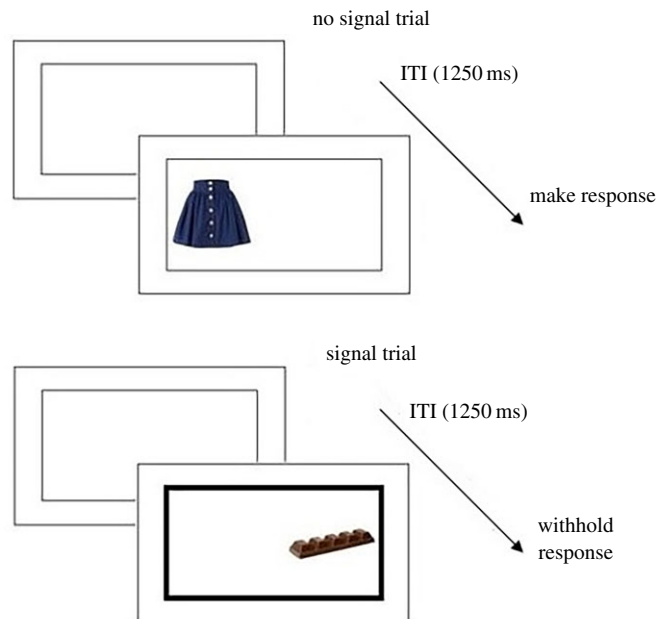 no signal trial
ITI (1250 ms)
make response
signal trial
ITI (1250 ms)
withhold
response